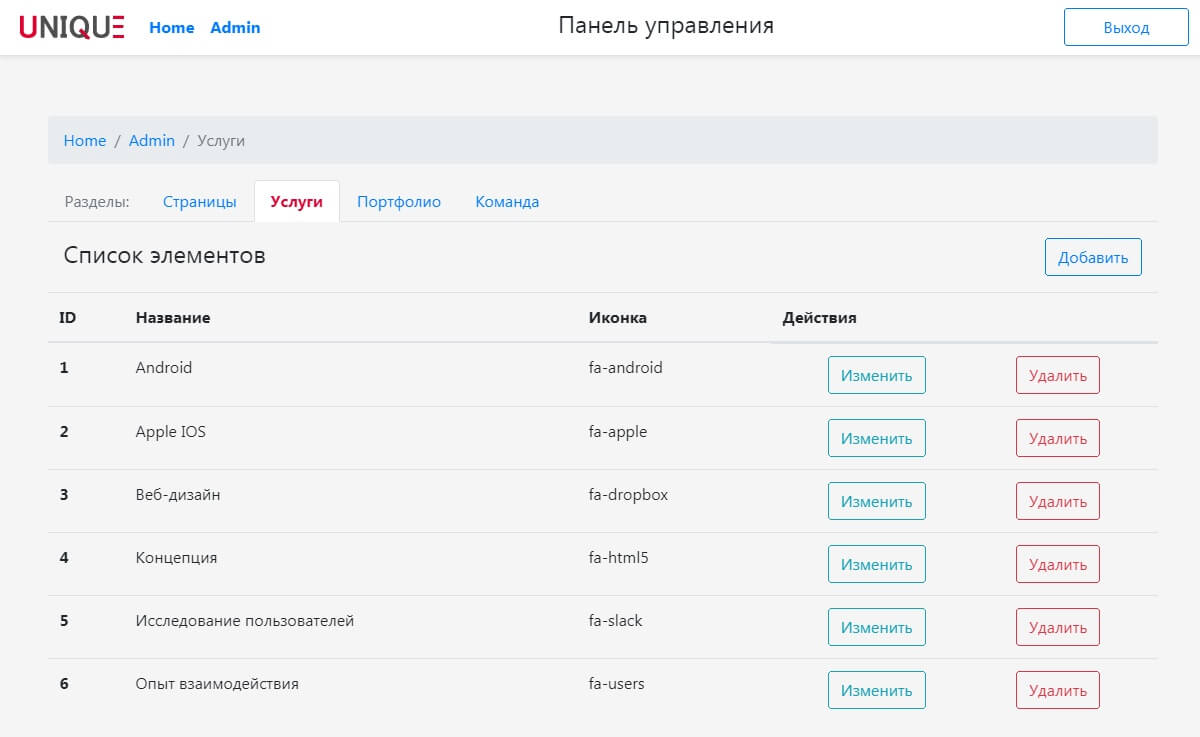 UNIQUE Home Admin Панель управления Выход
Home / Admin / Услуги
Разделы: Страницы Услуги Портфолио Команда
Список элементов Добавить
ID Название Иконка Действия
1 Android fa-android Изменить Удалить
2 Apple IOS fa-apple Изменить Удалить
3 Веб-дизайн fa-dropbox Изменить Удалить
4 Концепция fa-html5 Изменить Удалить
5 Исследование пользователей fa-slack Изменить Удалить
6 Опыт взаимодействия fa-users Изменить Удалить